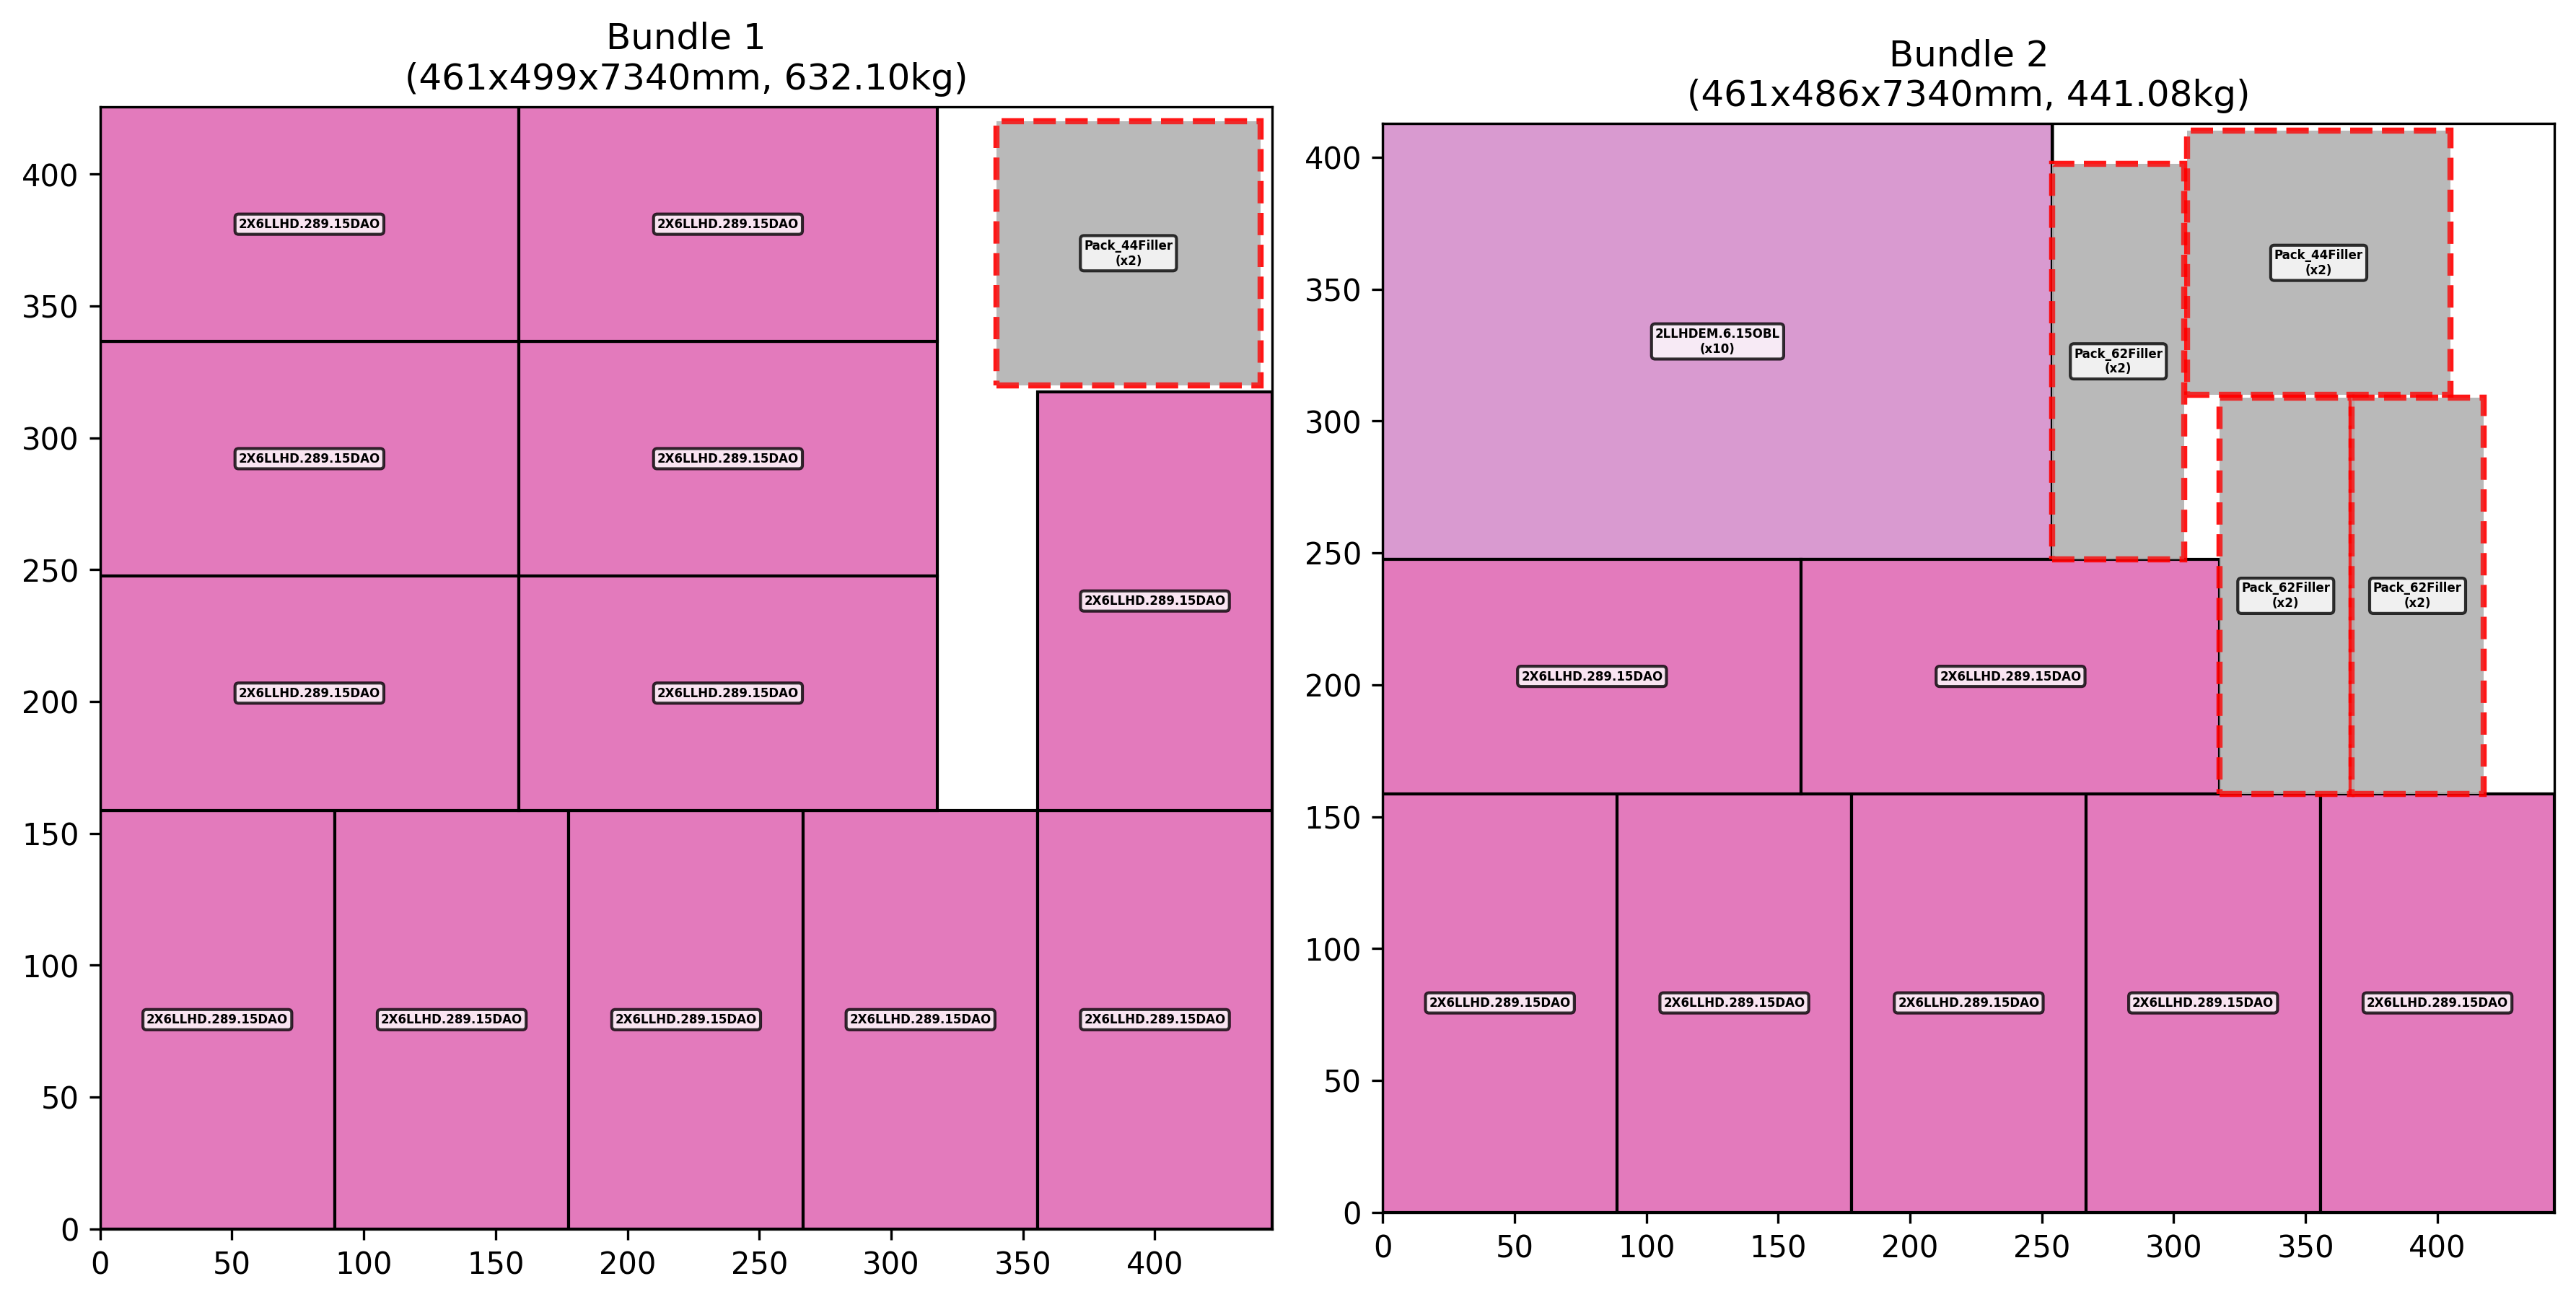 Bundle 1
(461x499x7340mm, 632.10kg)
400
350
300
250
200
150
100
50
0
2X6LLHD.289.15DAO
2X6LLHD.289.15DAO
Pack_44Filler
(x2)
2X6LLHD.289.15DAO
2X6LLHD.289.15DAO
2X6LLHD.289.15DAO
2X6LLHD.289.15DAO
2X6LLHD.289.15DAO
2X6LLHD.289.15DAO
2X6LLHD.289.15DAO
2X6LLHD.289.15DAO
2X6LLHD.289.15DAO
2X6LLHD.289.15DAO
0 50 100 150 200 250 300 350 400
Bundle 2
(461x486x7340mm, 441.08kg)
400
350
300
250
200
150
100
50
0
2LLHDEM.6.15OBL
(x10)
Pack_62Filler
(x2)
Pack_44Filler
(x2)
Pack_62Filler
(x2)
Pack_62Filler
(x2)
2X6LLHD.289.15DAO
2X6LLHD.289.15DAO
2X6LLHD.289.15DAO
2X6LLHD.289.15DAO
2X6LLHD.289.15DAO
2X6LLHD.289.15DAO
2X6LLHD.289.15DAO
0 50 100 150 200 250 300 350 400